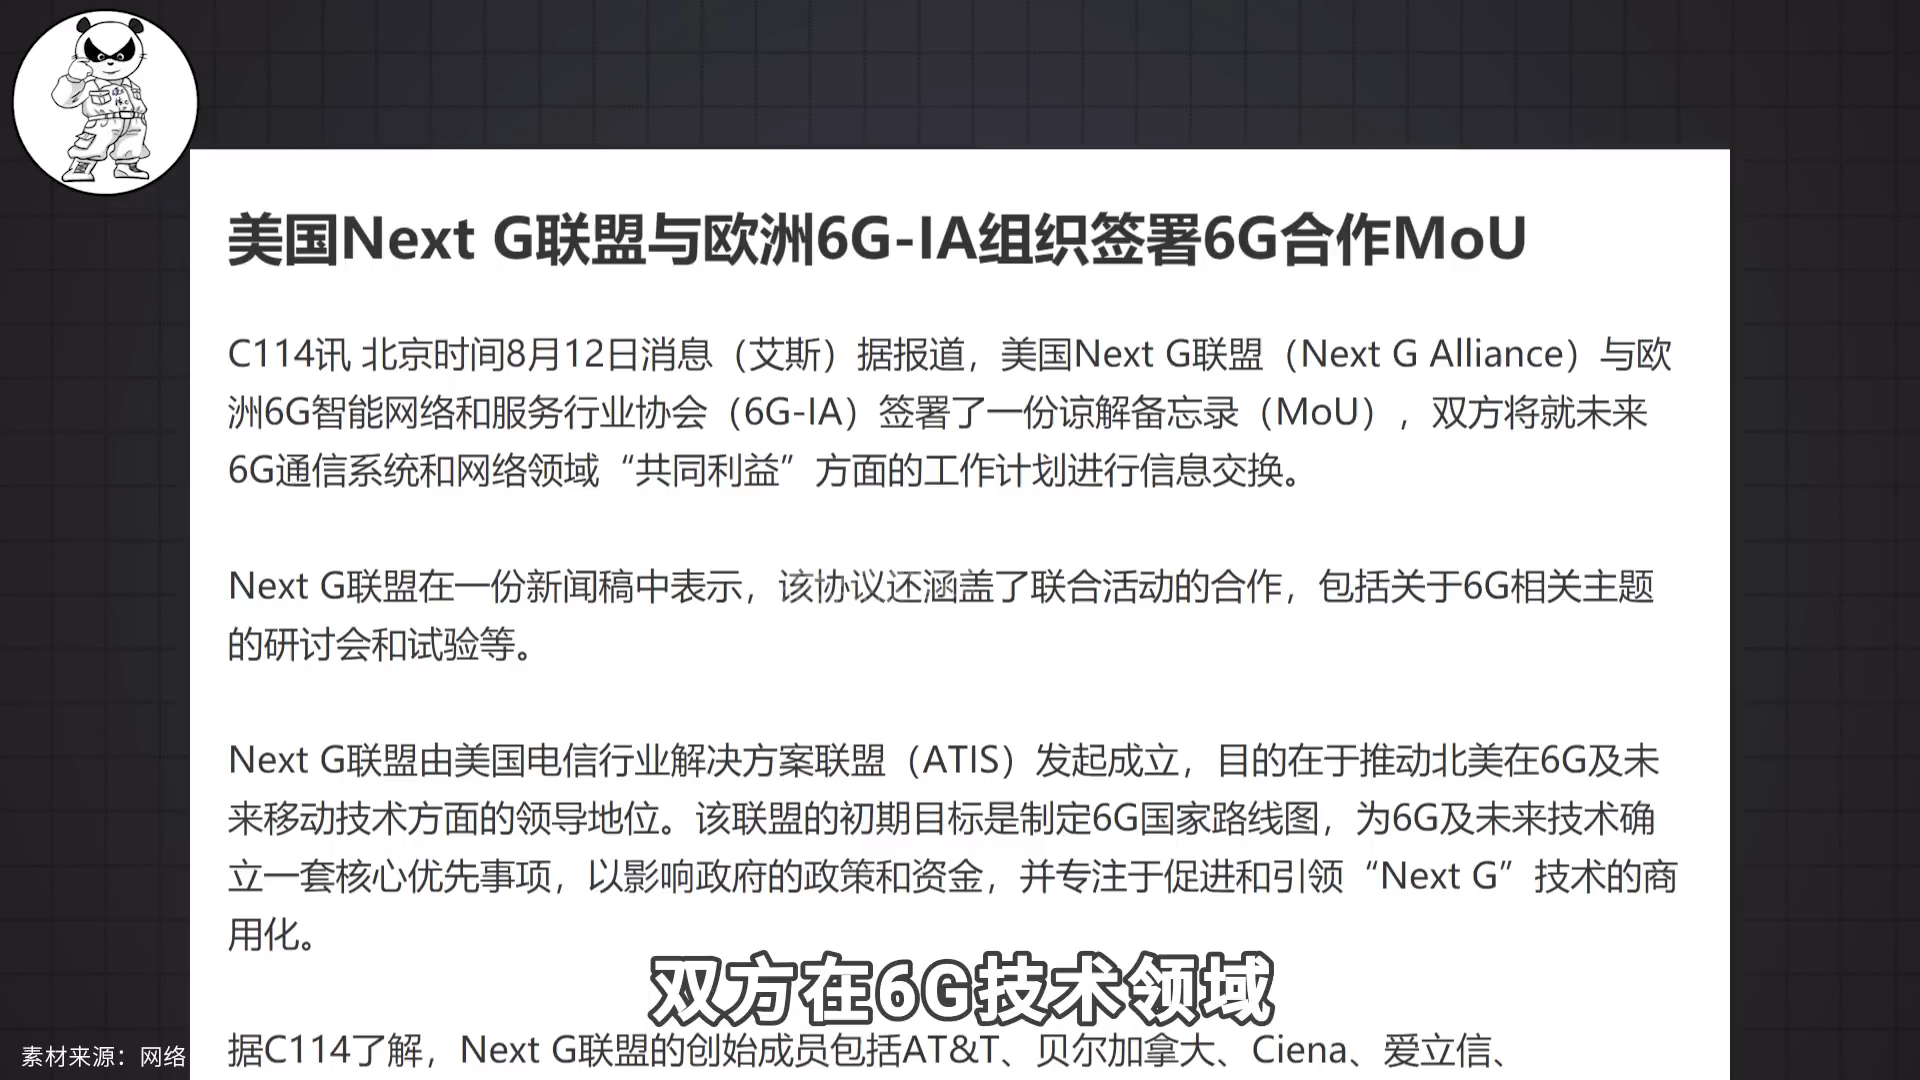 美国Next G联盟与欧洲6G-IA组织签署6G合作MoU
C114讯 北京时间8月12日消息（艾斯）据报道，美国Next G联盟（Next G Alliance）与欧
洲6G智能网络和服务行业协会（6G-IA）签署了一份谅解备忘录（MoU），双方将就未来
6G通信系统和网络领域“共同利益”方面的工作计划进行信息交换。
Next G联盟在一份新闻稿中表示，该协议还涵盖了联合活动的合作，包括关于6G相关主题
的研讨会和试验等。
Next G联盟由美国电信行业解决方案联盟（ATIS）发起成立，目的在于推动北美在6G及未
来移动技术方面的领导地位。该联盟的初期目标是制定6G国家路线图，为6G及未来技术确
立一套核心优先事项，以影响政府的政策和资金，并专注于促进和引领“Next G”技术的商
用化。
双方在6G技术领域
据C114了解，Next G联盟的创始成员包括AT&T、贝尔加拿大、Ciena、爱立信、
素材来源：网络